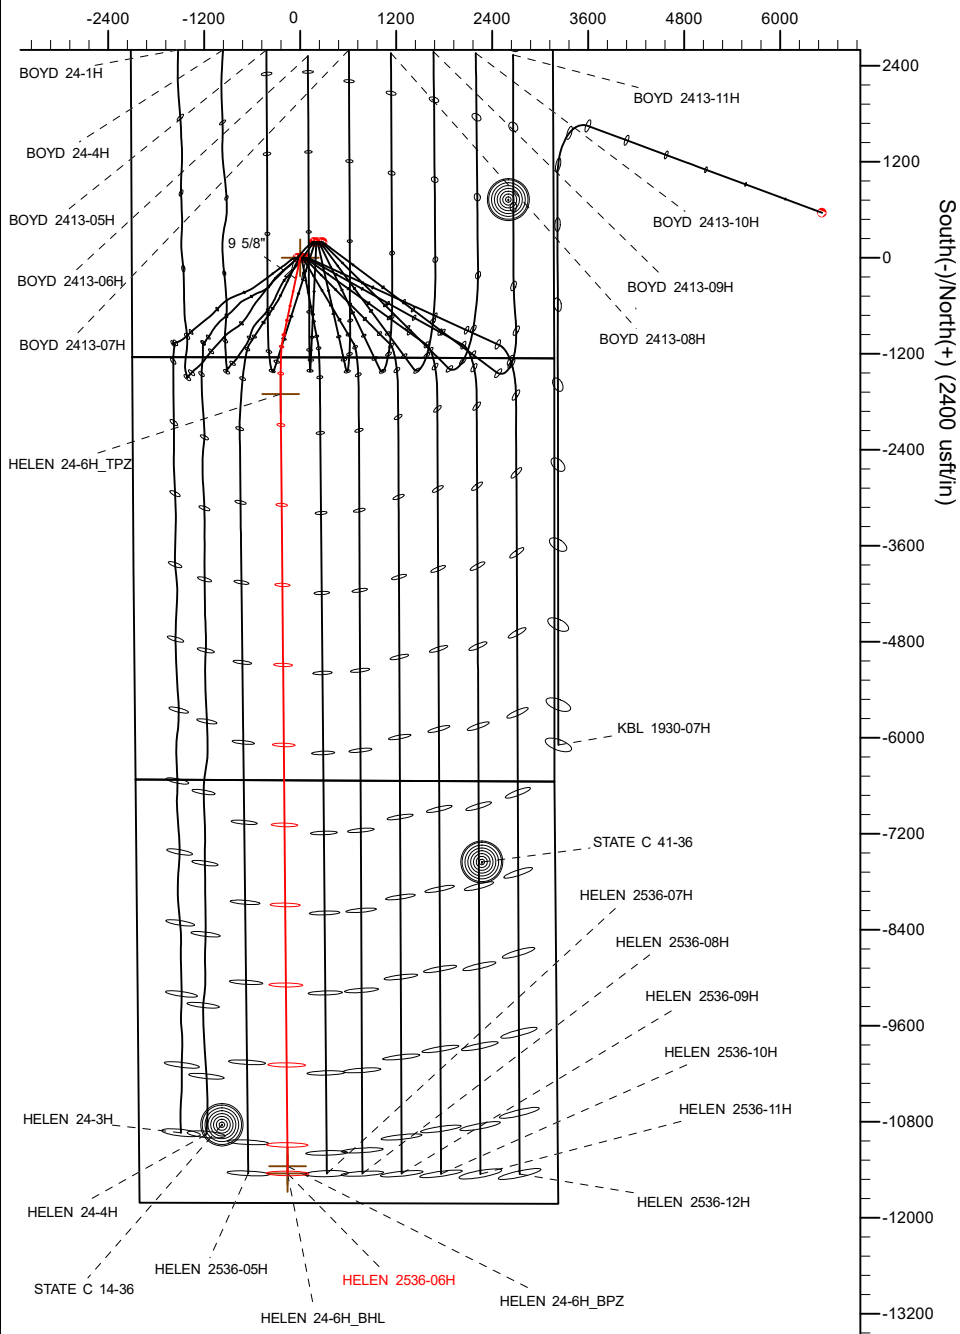 -2400 -1200 0 1200 2400 3600 4800 6000
2400
BOYD 24-1H
BOYD 2413-11H
BOYD 24-4H
1200
BOYD 2413-05H
BOYD 2413-10H
9 5/8"
0
BOYD 2413-06H
BOYD 2413-09H
BOYD 2413-07H
BOYD 2413-08H
-1200
South(-)/North(+) (2400 usft/in)
HELEN 24-6H_TPZ
-2400
-3600
-4800
KBL 1930-07H
-6000
-7200
STATE C 41-36
HELEN 2536-07H
-8400
HELEN 2536-08H
HELEN 2536-09H
-9600
HELEN 2536-10H
HELEN 2536-11H
HELEN 24-3H
-10800
HELEN 2536-12H
HELEN 24-4H
-12000
HELEN 2536-05H
HELEN 2536-06H
STATE C 14-36
HELEN 24-6H_BPZ
HELEN 24-6H_BHL
-13200